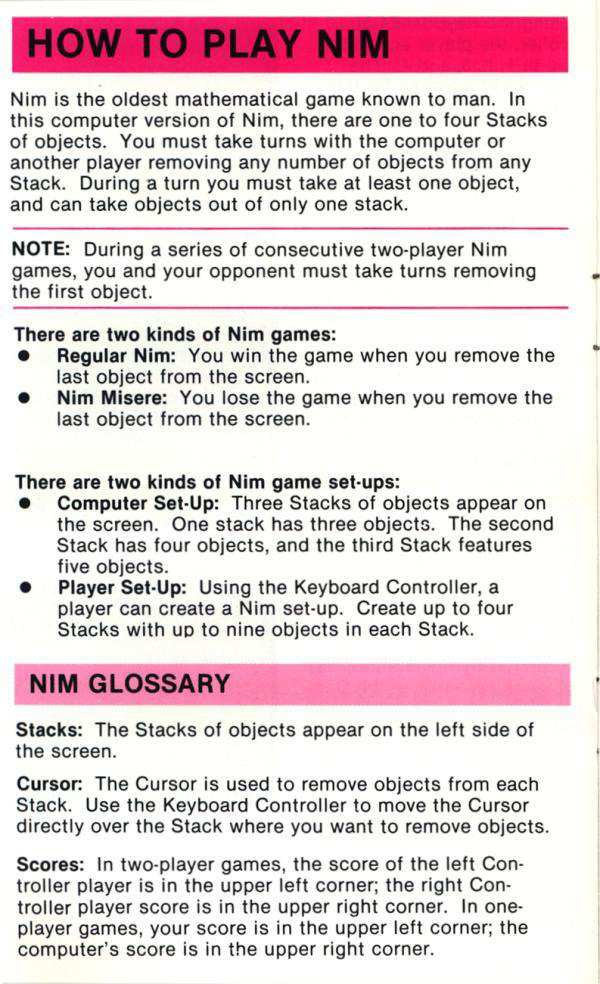 HOW TO PLAY NIM
Nim is the oldest mathematical game known to man. In
this computer version of Nim, there are one to four Stacks
of objects. You must take turns with the computer or
another player removing any number of objects from any
Stack. During a turn you must take at least one object,
and can take objects out of only one stack.
NOTE: During a series of consecutive two-player Nim
games, you and your opponent must take turns removing
the first object.
There are two kinds of Nim games:
● Regular Nim: You win the game when you remove the
last object from the screen.
● Nim Misere: You lose the game when you remove the
last object from the screen.
There are two kinds of Nim game set-ups:
● Computer Set-Up: Three Stacks of objects appear on
the screen. One stack has three objects. The second
Stack has four objects, and the third Stack features
five objects.
● Player Set-Up: Using the Keyboard Controller, a
player can create a Nim set-up. Create up to four
Stacks with up to nine objects in each Stack.
NIM GLOSSARY
Stacks: The Stacks of objects appear on the left side of
the screen.
Cursor: The Cursor is used to remove objects from each
Stack. Use the Keyboard Controller to move the Cursor
directly over the Stack where you want to remove objects.
Scores: In two-player games, the score of the left Con-
troller player is in the upper left corner; the right Con-
troller player score is in the upper right corner. In one-
player games, your score is in the upper left corner; the
computer's score is in the upper right corner.